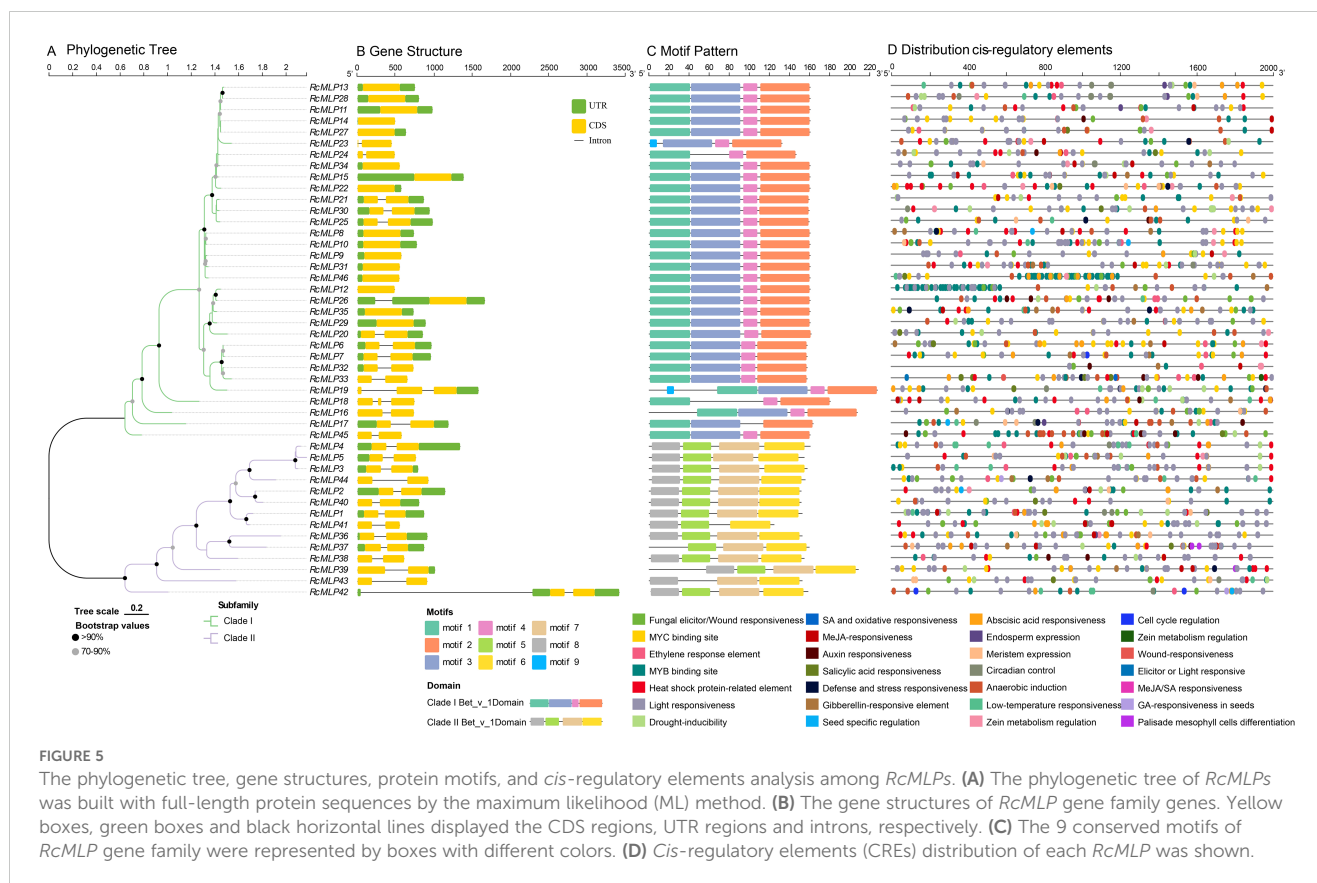 A Phylogenetic Tree
B Gene Structure
C Motif Pattern
D Distribution cis-regulatory elements
0 0.2 0.4 0.6 0.8 1 1.2 1.4 1.6 1.8 2
5' 0 500 1000 1500 2000 2500 3000 3500 3'
5' 0 20 40 60 80 100 120 140 160 180 200 220 3'
5' 0 400 800 1200 1600 2000 3'
RcMLP13
RcMLP28
RcMLP11
RcMLP14
RcMLP27
RcMLP23
RcMLP24
RcMLP34
RcMLP15
RcMLP22
RcMLP21
RcMLP30
RcMLP25
RcMLP8
RcMLP10
RcMLP9
RcMLP31
RcMLP46
RcMLP12
RcMLP26
RcMLP35
RcMLP29
RcMLP20
RcMLP6
RcMLP7
RcMLP32
RcMLP33
RcMLP19
RcMLP18
RcMLP16
RcMLP17
RcMLP45
RcMLP4
RcMLP5
RcMLP3
RcMLP44
RcMLP2
RcMLP40
RcMLP1
RcMLP41
RcMLP36
RcMLP37
RcMLP38
RcMLP39
RcMLP43
RcMLP42
UTR
CDS
Intron
Tree scale 0.2
Bootstrap values
>90%
70-90%
Subfamily
Clade I
Clade II
Motifs
motif 1
motif 2
motif 3
motif 4
motif 5
motif 6
motif 7
motif 8
motif 9
Domain
Clade I Bet_v_1Domain
Clade II Bet_v_1Domain
Fungal elicitor/Wound responsiveness
MYC binding site
Ethylene response element
MYB binding site
Heat shock protein-related element
Light responsiveness
Drought-inducibility
SA and oxidative responsiveness
MeJA-responsiveness
Auxin responsiveness
Salicylic acid responsiveness
Defense and stress responsiveness
Gibberellin-responsive element
Seed specific regulation
Abscisic acid responsiveness
Endosperm expression
Meristem expression
Circadian control
Anaerobic induction
Low-temperature responsiveness
Zein metabolism regulation
Cell cycle regulation
Zein metabolism regulation
Wound-responsiveness
Elicitor or Light responsive
MeJA/SA responsiveness
GA-responsiveness in seeds
Palisade mesophyll cells differentiation
FIGURE 5
The phylogenetic tree, gene structures, protein motifs, and cis-regulatory elements analysis among RcMLPs. (A) The phylogenetic tree of RcMLPs
was built with full-length protein sequences by the maximum likelihood (ML) method. (B) The gene structures of RcMLP gene family genes. Yellow
boxes, green boxes and black horizontal lines displayed the CDS regions, UTR regions and introns, respectively. (C) The 9 conserved motifs of
RcMLP gene family were represented by boxes with different colors. (D) Cis-regulatory elements (CREs) distribution of each RcMLP was shown.